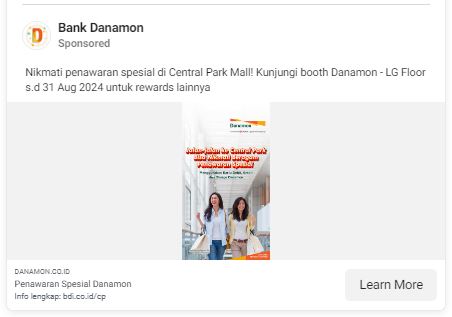 Bank Danamon
Sponsored
Nikmati penawaran spesial di Central Park Mall! Kunjungi booth Danamon - LG Floor
s.d 31 Aug 2024 untuk rewards lainnya
Danamon
Jalan-jalan ke Central Park
Bisa Nikmati Beragam
Penawaran Spesial
DANAMON.CO.ID
Penawaran Spesial Danamon
Info lengkap: bdi.co.id/cp
Learn More